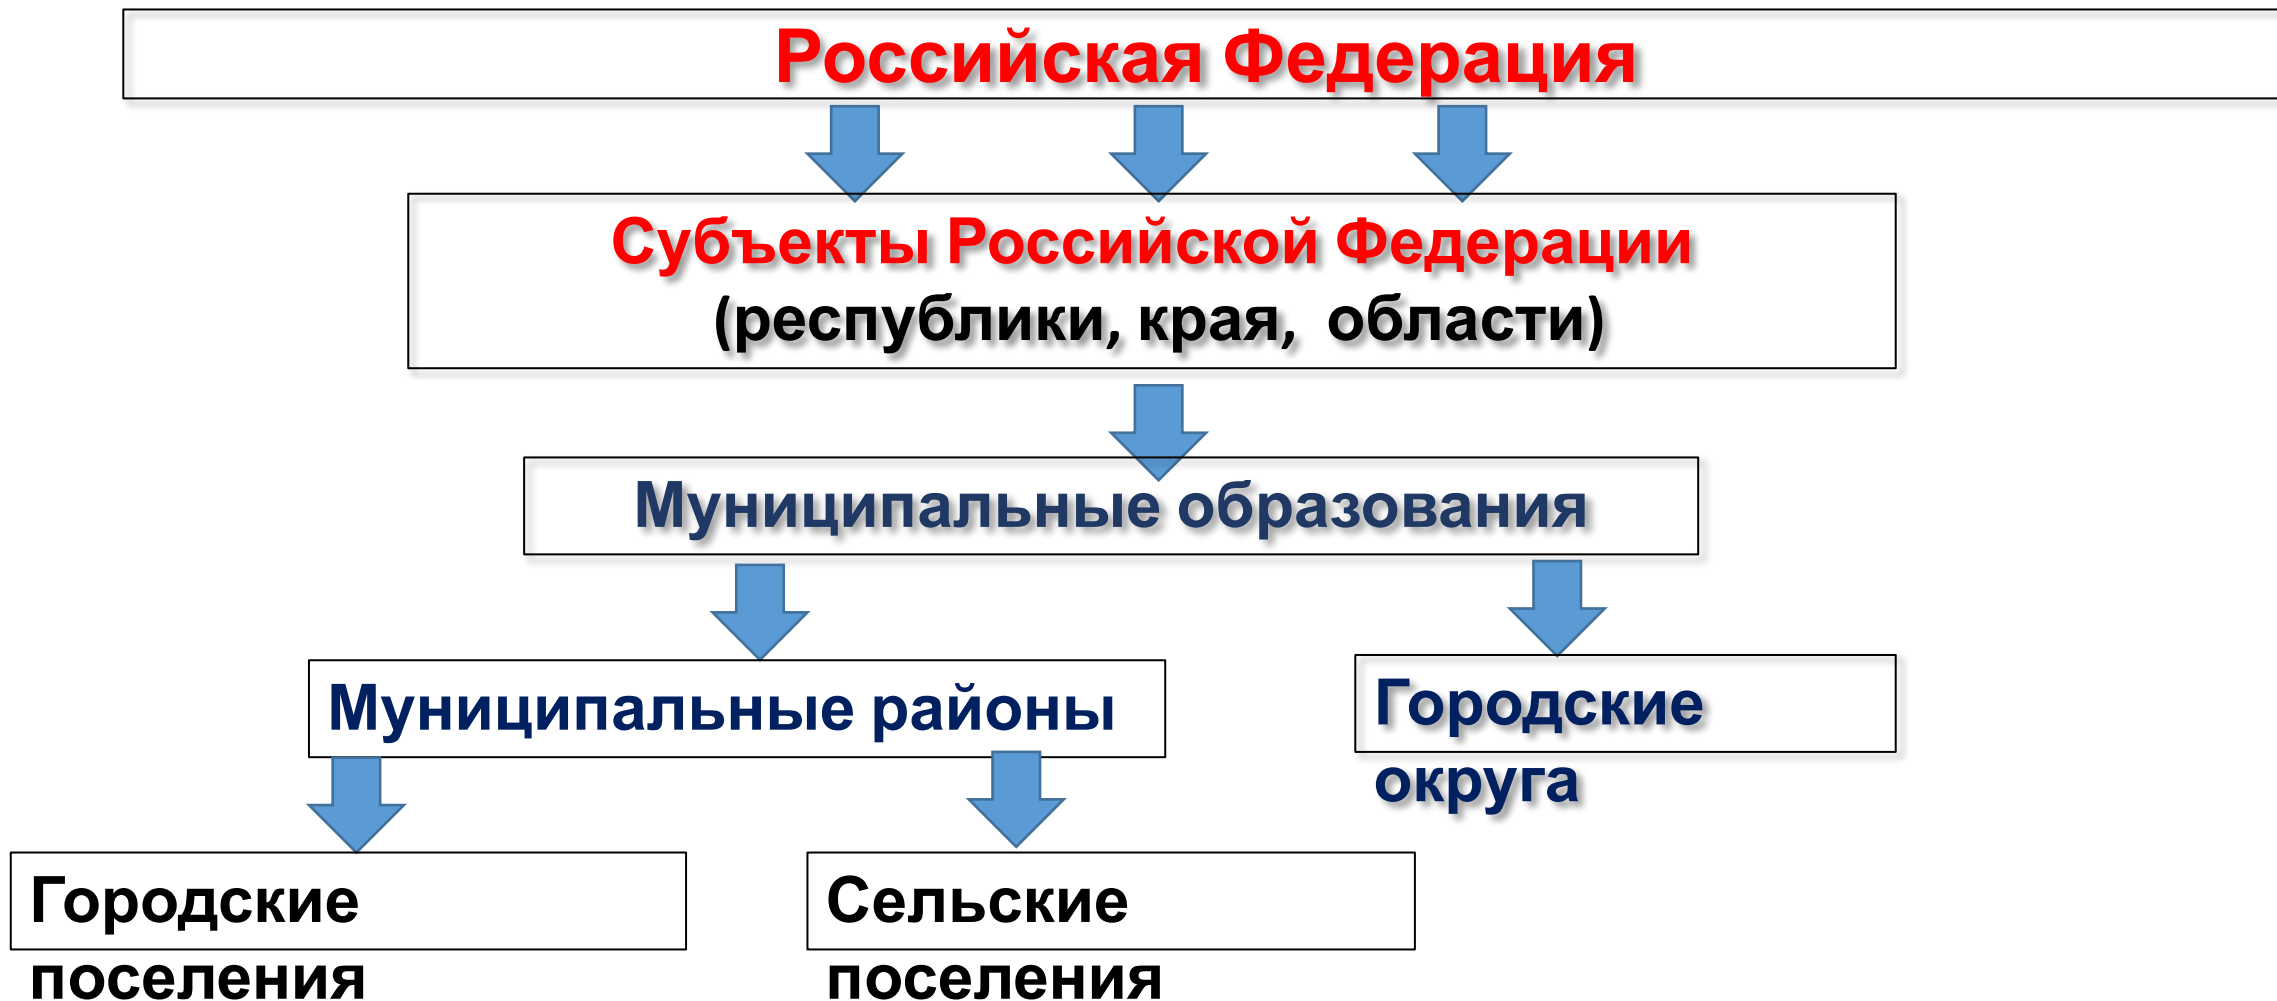 Российская Федерация
Субъекты Российской Федерации
(республики, края, области)
Муниципальные образования
Муниципальные районы
Городские
округа
Городские
поселения
Сельские
поселения